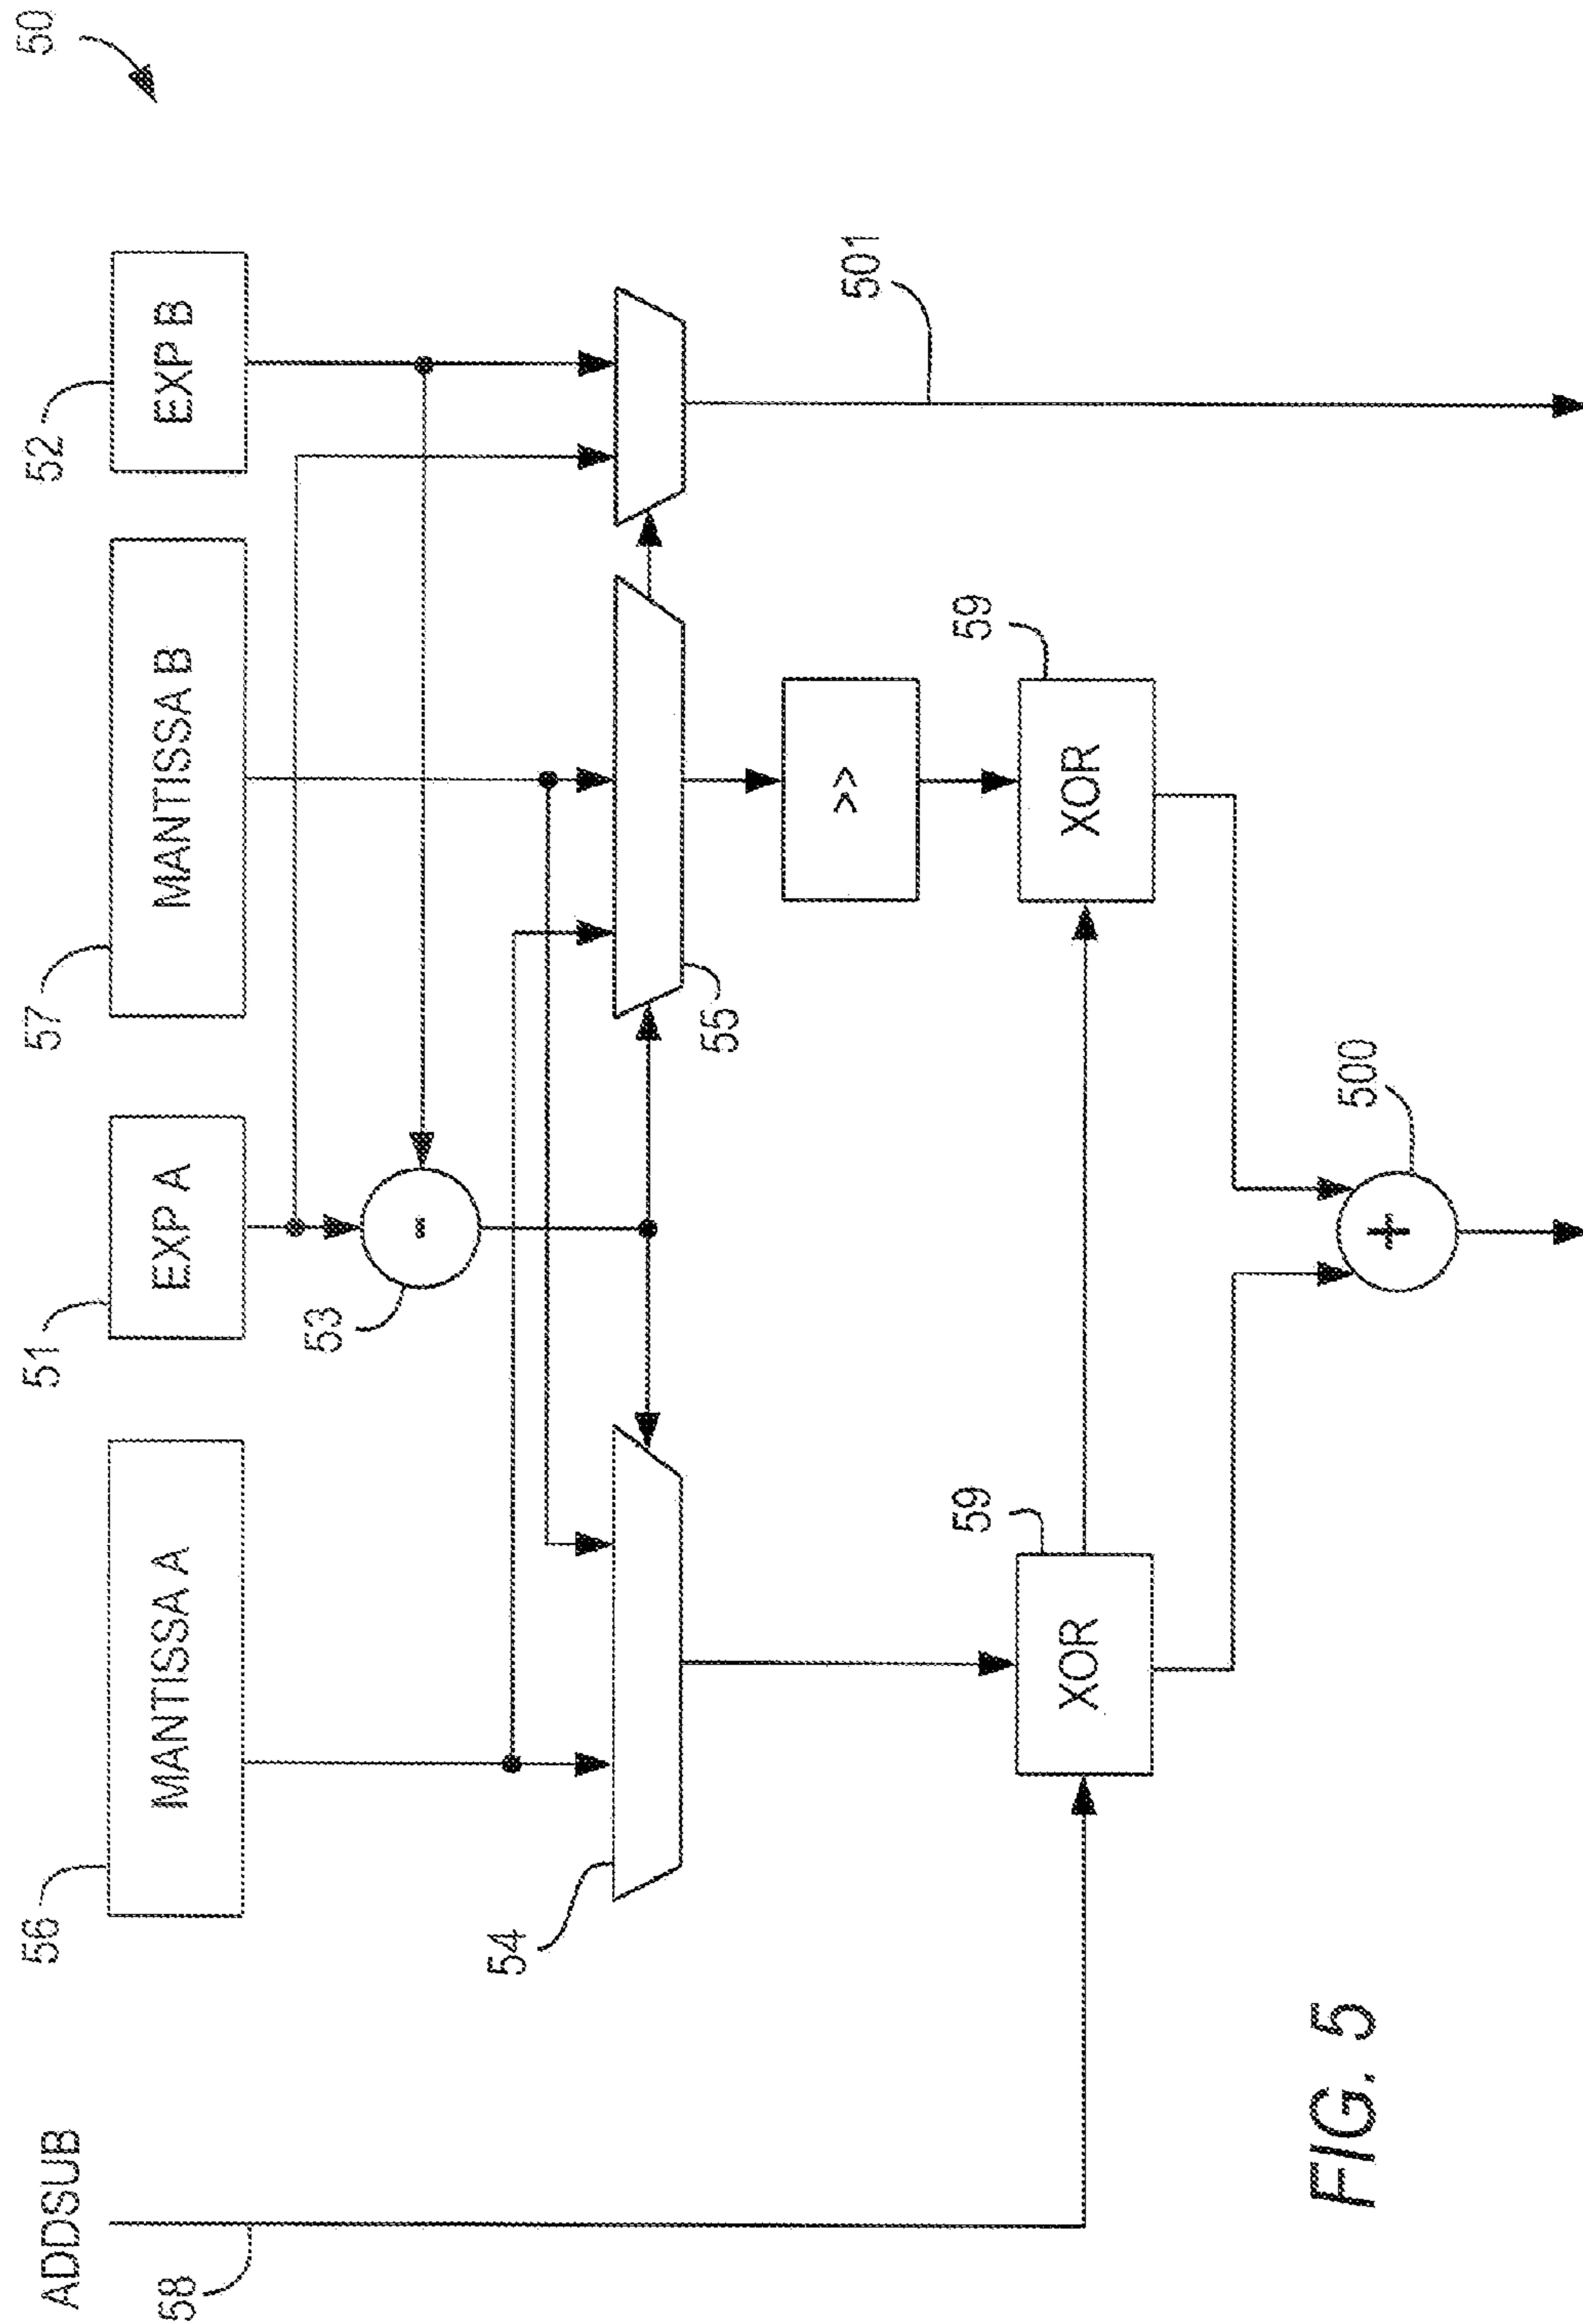 50
ADDSUB
58
56
MANTISSA A
51
EXP A
57
MANTISSA B
52
EXP B
53
-
54
55
>>
501
59
XOR
59
XOR
500
+
FIG. 5